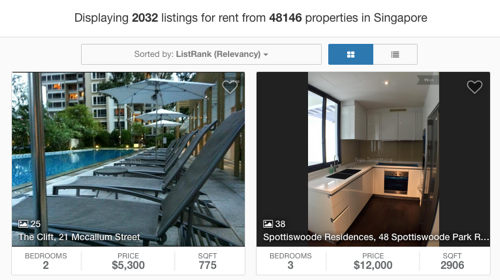 Displaying 2032 listings for rent from 48146 properties in Singapore
Sorted by: ListRank (Relevancy)
25
The Clift, 21 Mccallum Street
38
Spottiswoode Residences, 48 Spottiswoode Park R...
BEDROOMS PRICE SQFT
2 $5,300 775
BEDROOMS PRICE SQFT
3 $12,000 2906